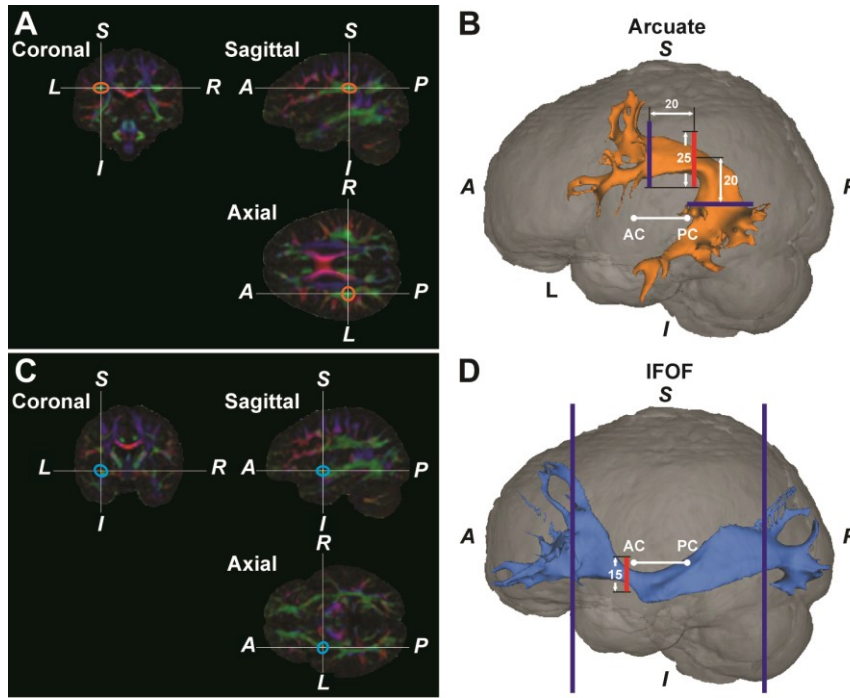 A
S
Coronal
L
R
I
S
Sagittal
A
P
I
R
Axial
A
P
L
B
Arcuate
S
20
25
20
A
P
AC
PC
L
I
C
S
Coronal
L
R
I
S
Sagittal
A
P
I
R
Axial
A
P
L
D
IFOF
S
A
P
AC
PC
15
I